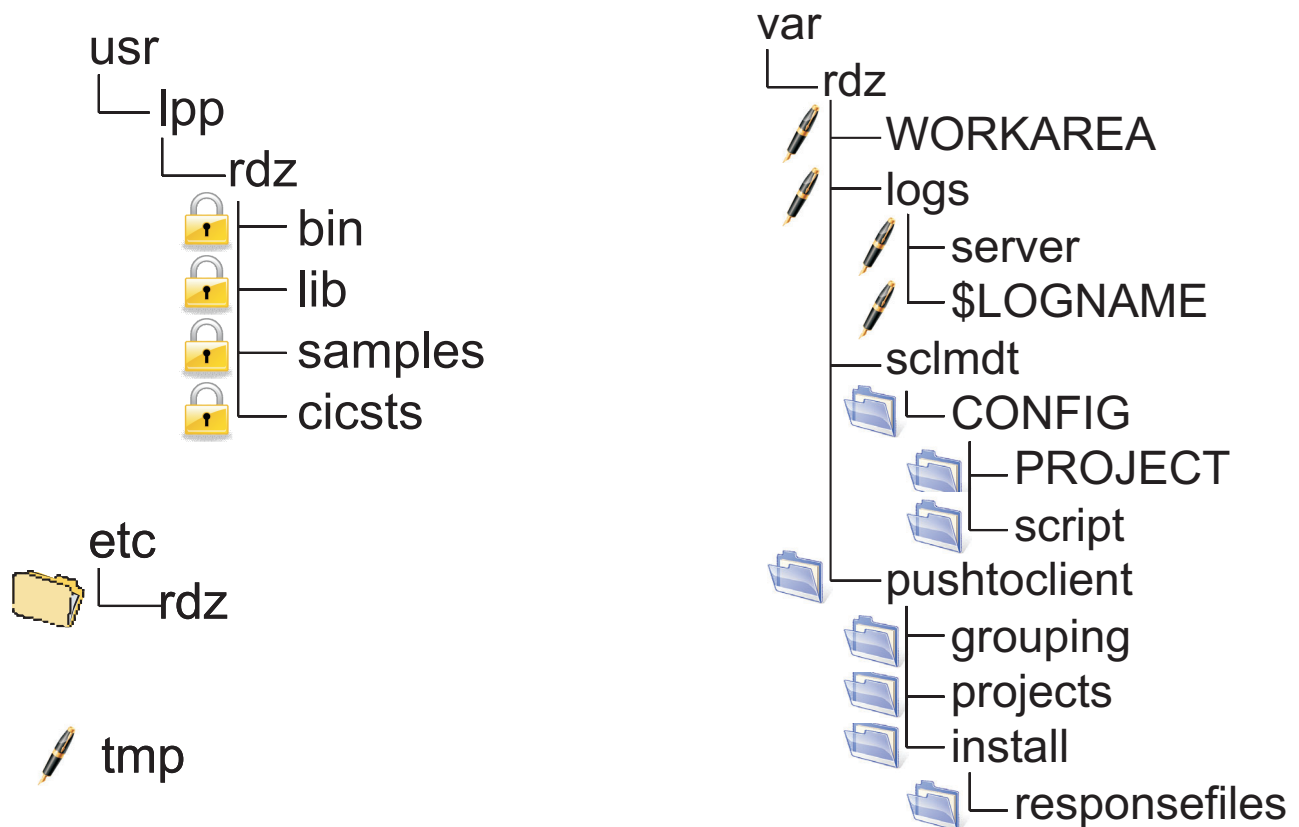 usr
lpp
rdz
bin
lib
samples
cicsts
etc
rdz
tmp
var
rdz
WORKAREA
logs
server
$LOGNAME
sclmdt
CONFIG
PROJECT
script
pushtoclient
grouping
projects
install
responsefiles